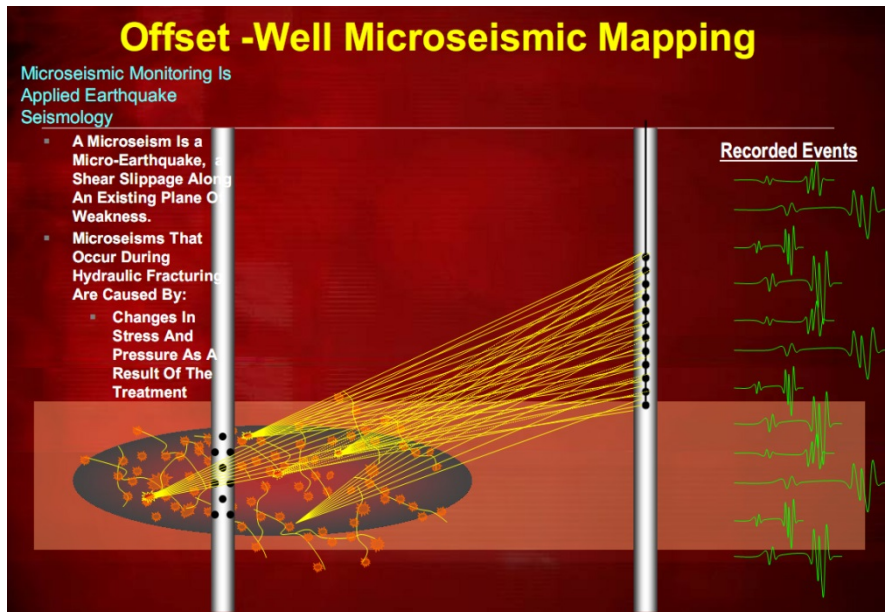 Offset -Well Microseismic Mapping
Microseismic Monitoring Is
Applied Earthquake
Seismology
A Microseism Is a
Micro-Earthquake, a
Shear Slippage Along
An Existing Plane Of
Weakness.
Microseisms That
Occur During
Hydraulic Fracturing
Are Caused By:
Changes In
Stress And
Pressure As A
Result Of The
Treatment
Recorded Events